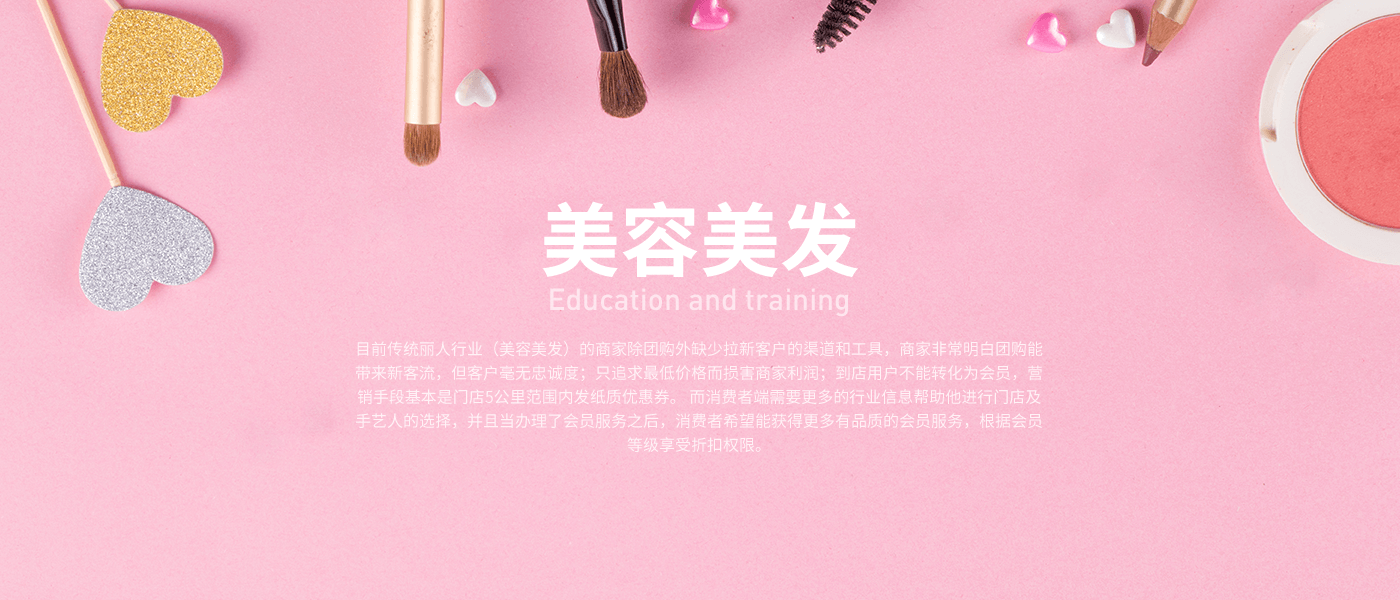 美容美发
Education and training
目前传统丽人行业（美容美发）的商家除团购外缺少拉新客户的渠道和工具，商家非常明白团购能
带来新客流，但客户毫无忠诚度；只追求最低价格而损害商家利润；到店用户不能转化为会员，营
销手段基本是门店5公里范围内发纸质优惠券。 而消费者端需要更多的行业信息帮助他进行门店及
手艺人的选择，并且当办理了会员服务之后，消费者希望能获得更多有品质的会员服务，根据会员
等级享受折扣权限。